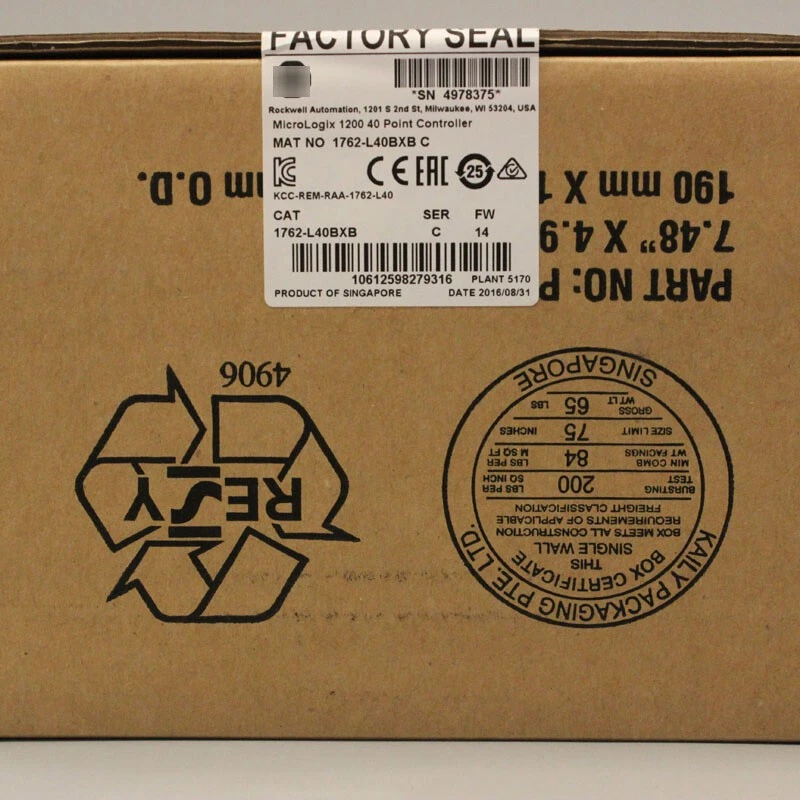 FACTORY SEAL
*SN 4978375*
Rockwell Automation, 1201 S 2nd St, Milwaukee, WI 53204, USA
MicroLogix 1200 40 Point Controller
MAT NO 1762-L40BXB C
CE EAC 25
KCC-REM-RAA-1762-L40
CAT SER FW
1762-L40BXB C 14
10612598279316 PLANT 5170
PRODUCT OF SINGAPORE DATE 2016/08/31
PART NO:
7.48" X 4.9
190 mm X 1 mm O.D.
RESY
4906
KAILY PACKAGING PTE. LTD.
BOX CERTIFICATE
THIS
SINGLE WALL
BOX MEETS ALL CONSTRUCTION
REQUIREMENTS OF APPLICABLE
FREIGHT CLASSIFICATION
BURSTING TEST 200 LBS PER SQ INCH
MIN COMB WT FACINGS 84 LBS PER M SQ FT
SIZE LIMIT 75 INCHES
GROSS WT LT 65 LBS
SINGAPORE